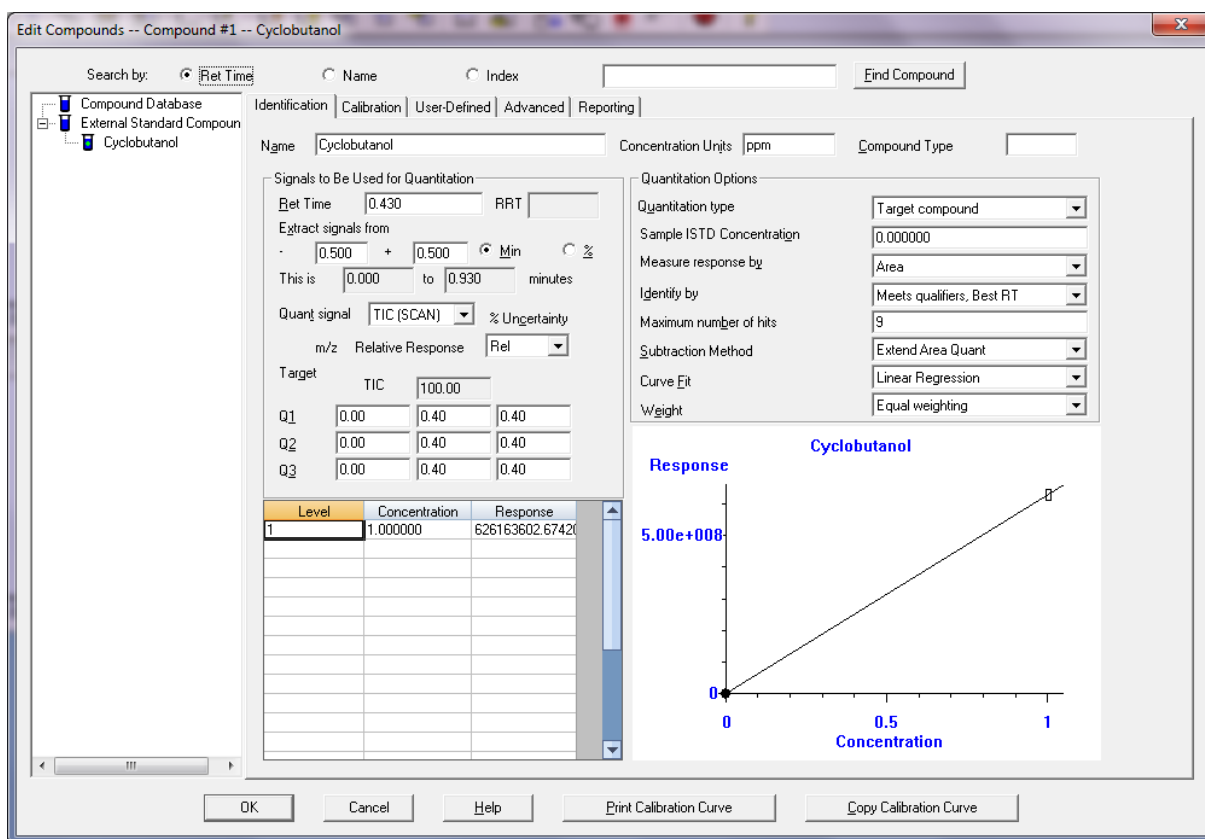 Edit Compounds -- Compound #1 -- Cyclobutanol
Search by: Ret Time Name Index Find Compound
Compound Database
External Standard Compoun
Cyclobutanol
Identification Calibration User-Defined Advanced Reporting
Name Cyclobutanol Concentration Units ppm Compound Type
Signals to Be Used for Quantitation
Ret Time 0.430 RRT
Extract signals from
- 0.500 + 0.500 Min %
This is 0.000 to 0.930 minutes
Quant signal TIC (SCAN) % Uncertainty
m/z Relative Response Rel
Target
TIC 100.00
Q1 0.00 0.40 0.40
Q2 0.00 0.40 0.40
Q3 0.00 0.40 0.40
Quantitation Options
Quantitation type Target compound
Sample ISTD Concentration 0.000000
Measure response by Area
Identify by Meets qualifiers, Best RT
Maximum number of hits 9
Subtraction Method Extend Area Quant
Curve Fit Linear Regression
Weight Equal weighting
Level Concentration Response
1 1.000000 626163602.67420
Cyclobutanol
Response
5.00e+008
0
0 0.5 1
Concentration
OK Cancel Help Print Calibration Curve Copy Calibration Curve